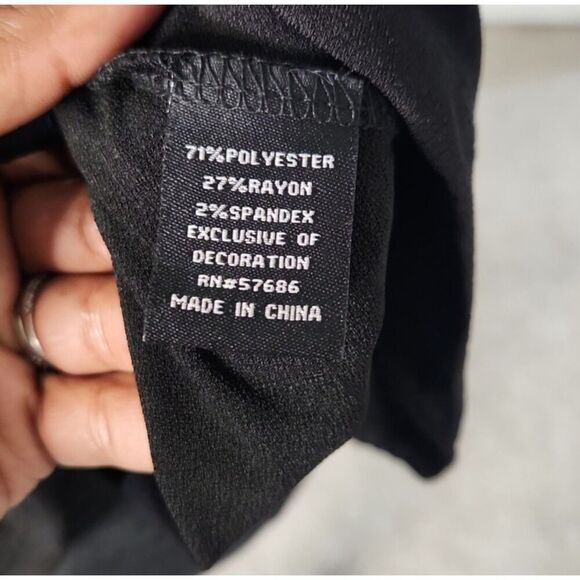 71%POLYESTER
27%RAYON
2%SPANDEX
EXCLUSIVE OF
DECORATION
RN#57686
MADE IN CHINA